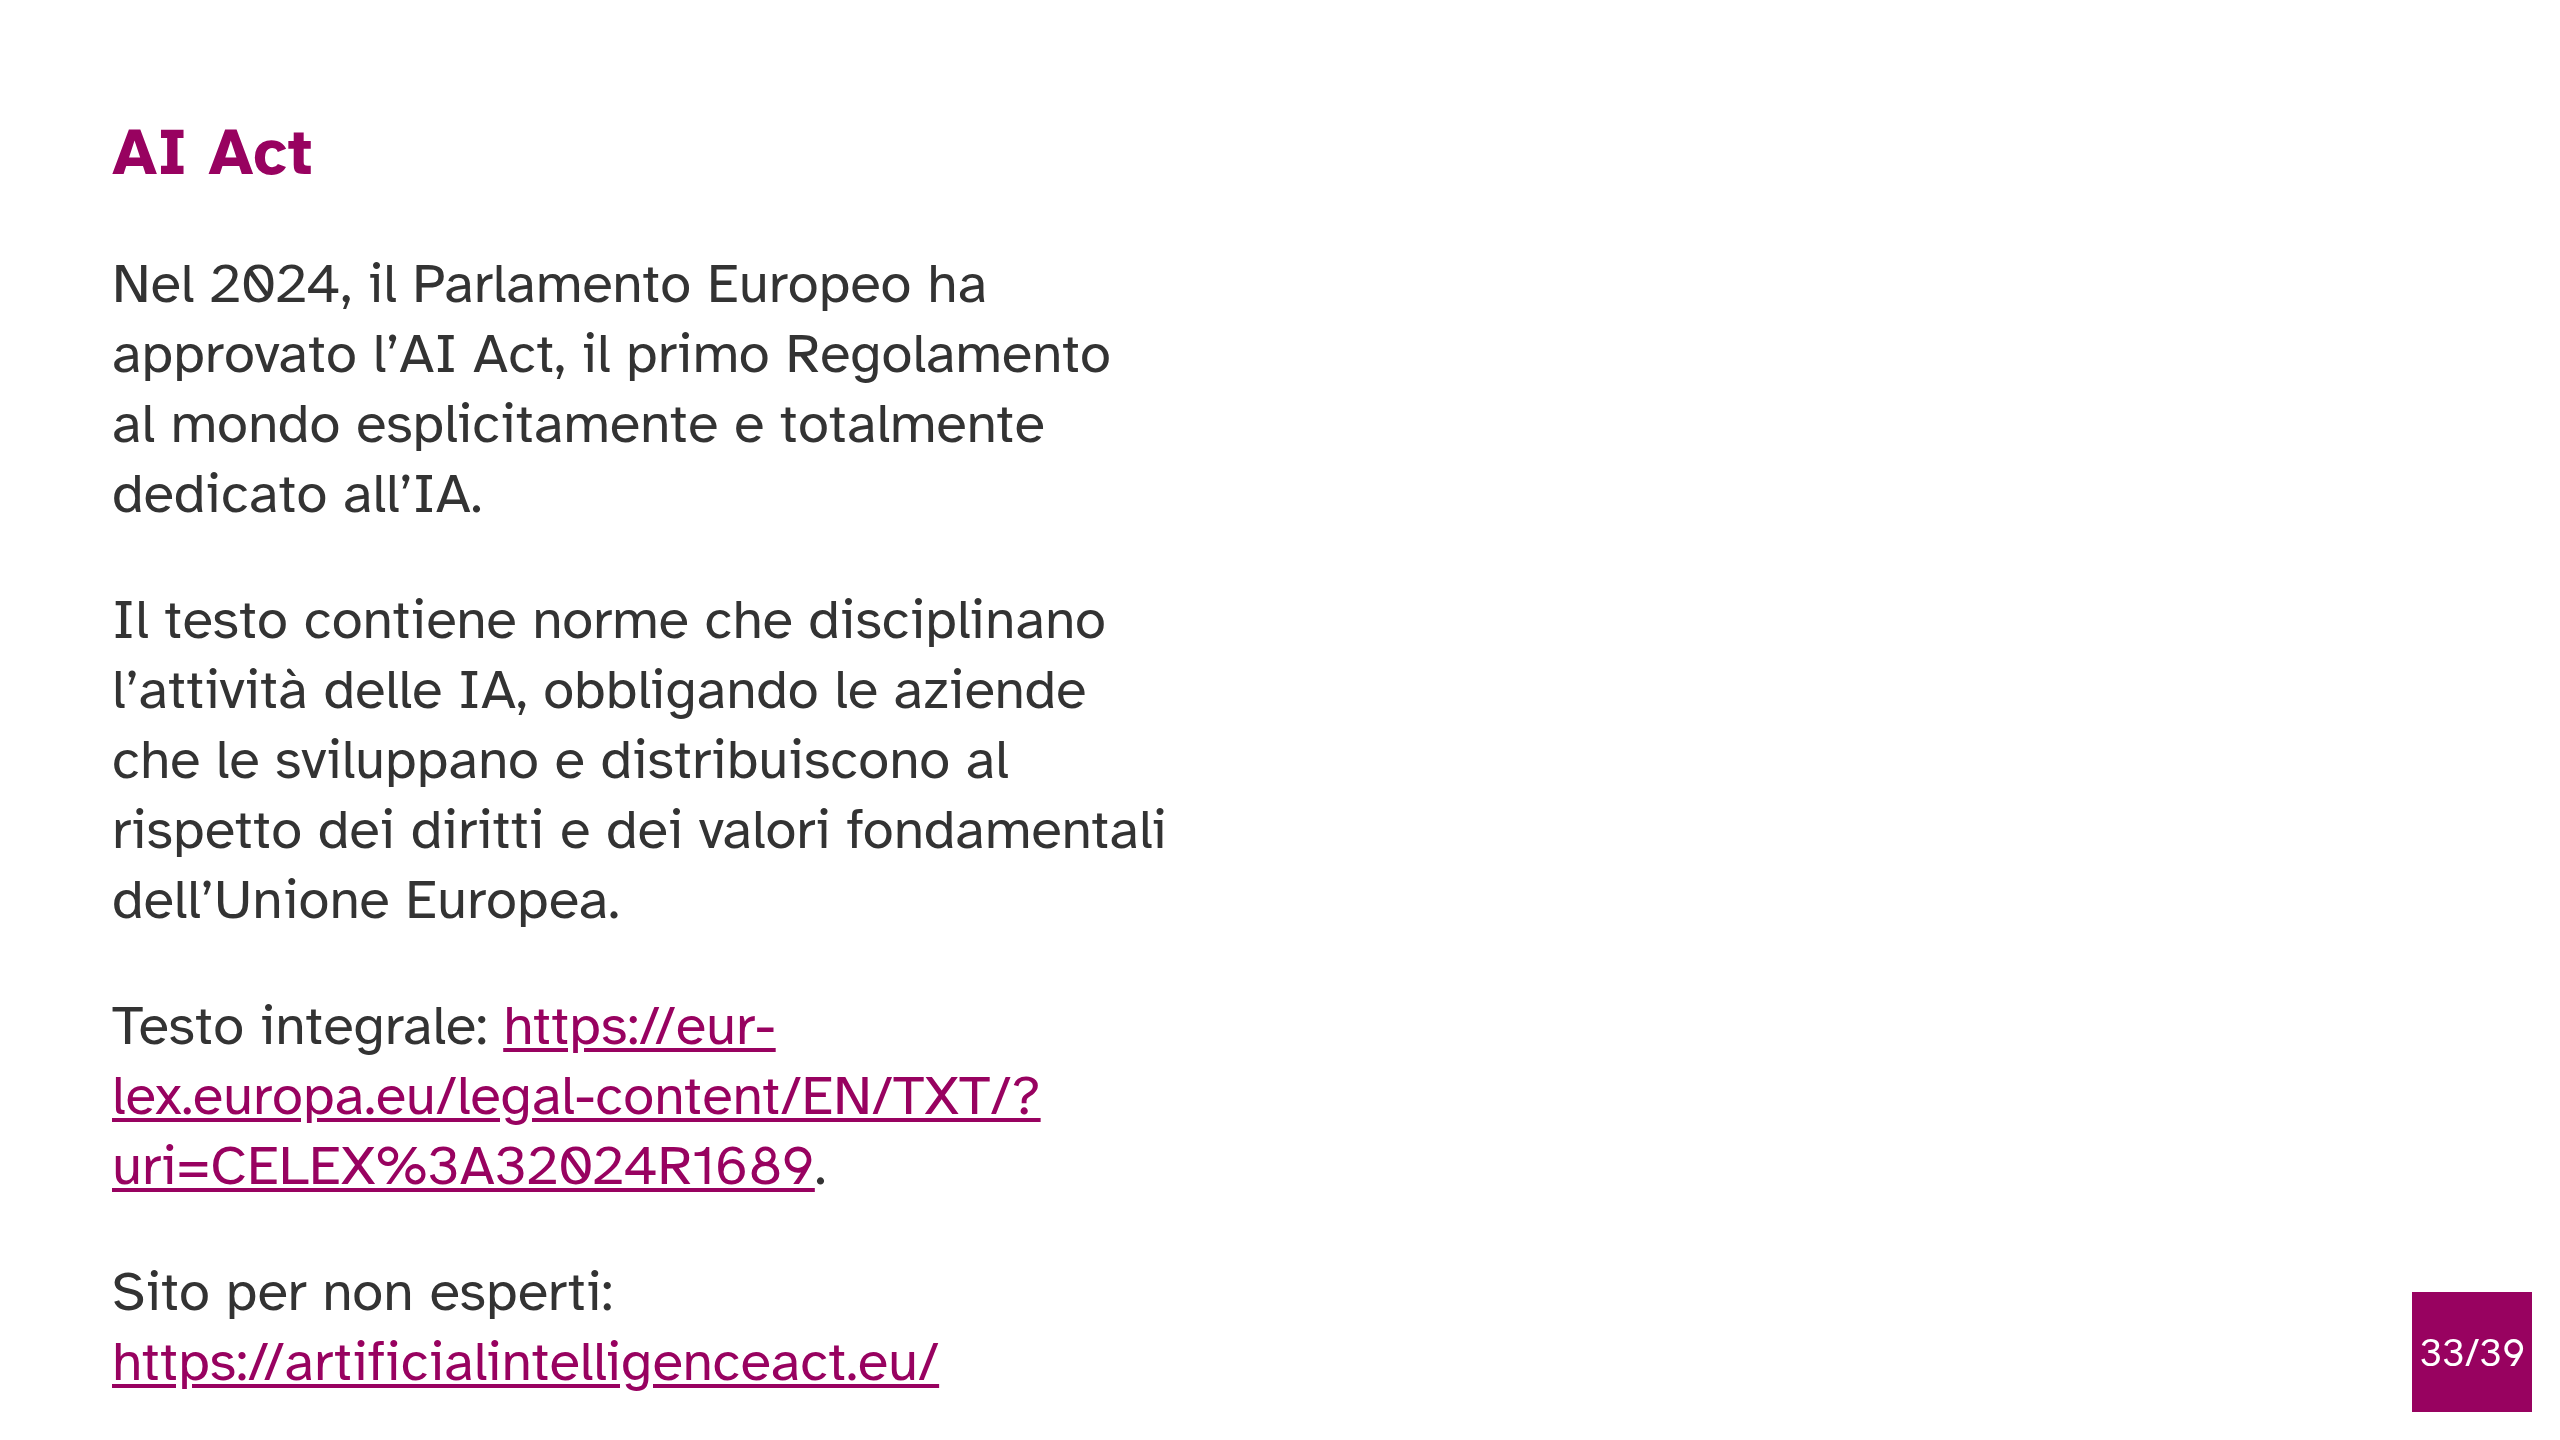 AI Act
Nel 2024, il Parlamento Europeo ha
approvato l’AI Act, il primo Regolamento
al mondo esplicitamente e totalmente
dedicato all’IA.
Il testo contiene norme che disciplinano
l’attività delle IA, obbligando le aziende
che le sviluppano e distribuiscono al
rispetto dei diritti e dei valori fondamentali
dell’Unione Europea.
Testo integrale: https://eur-
lex.europa.eu/legal-content/EN/TXT/?
uri=CELEX%3A32024R1689.
Sito per non esperti:
https://artificialintelligenceact.eu/
33/39